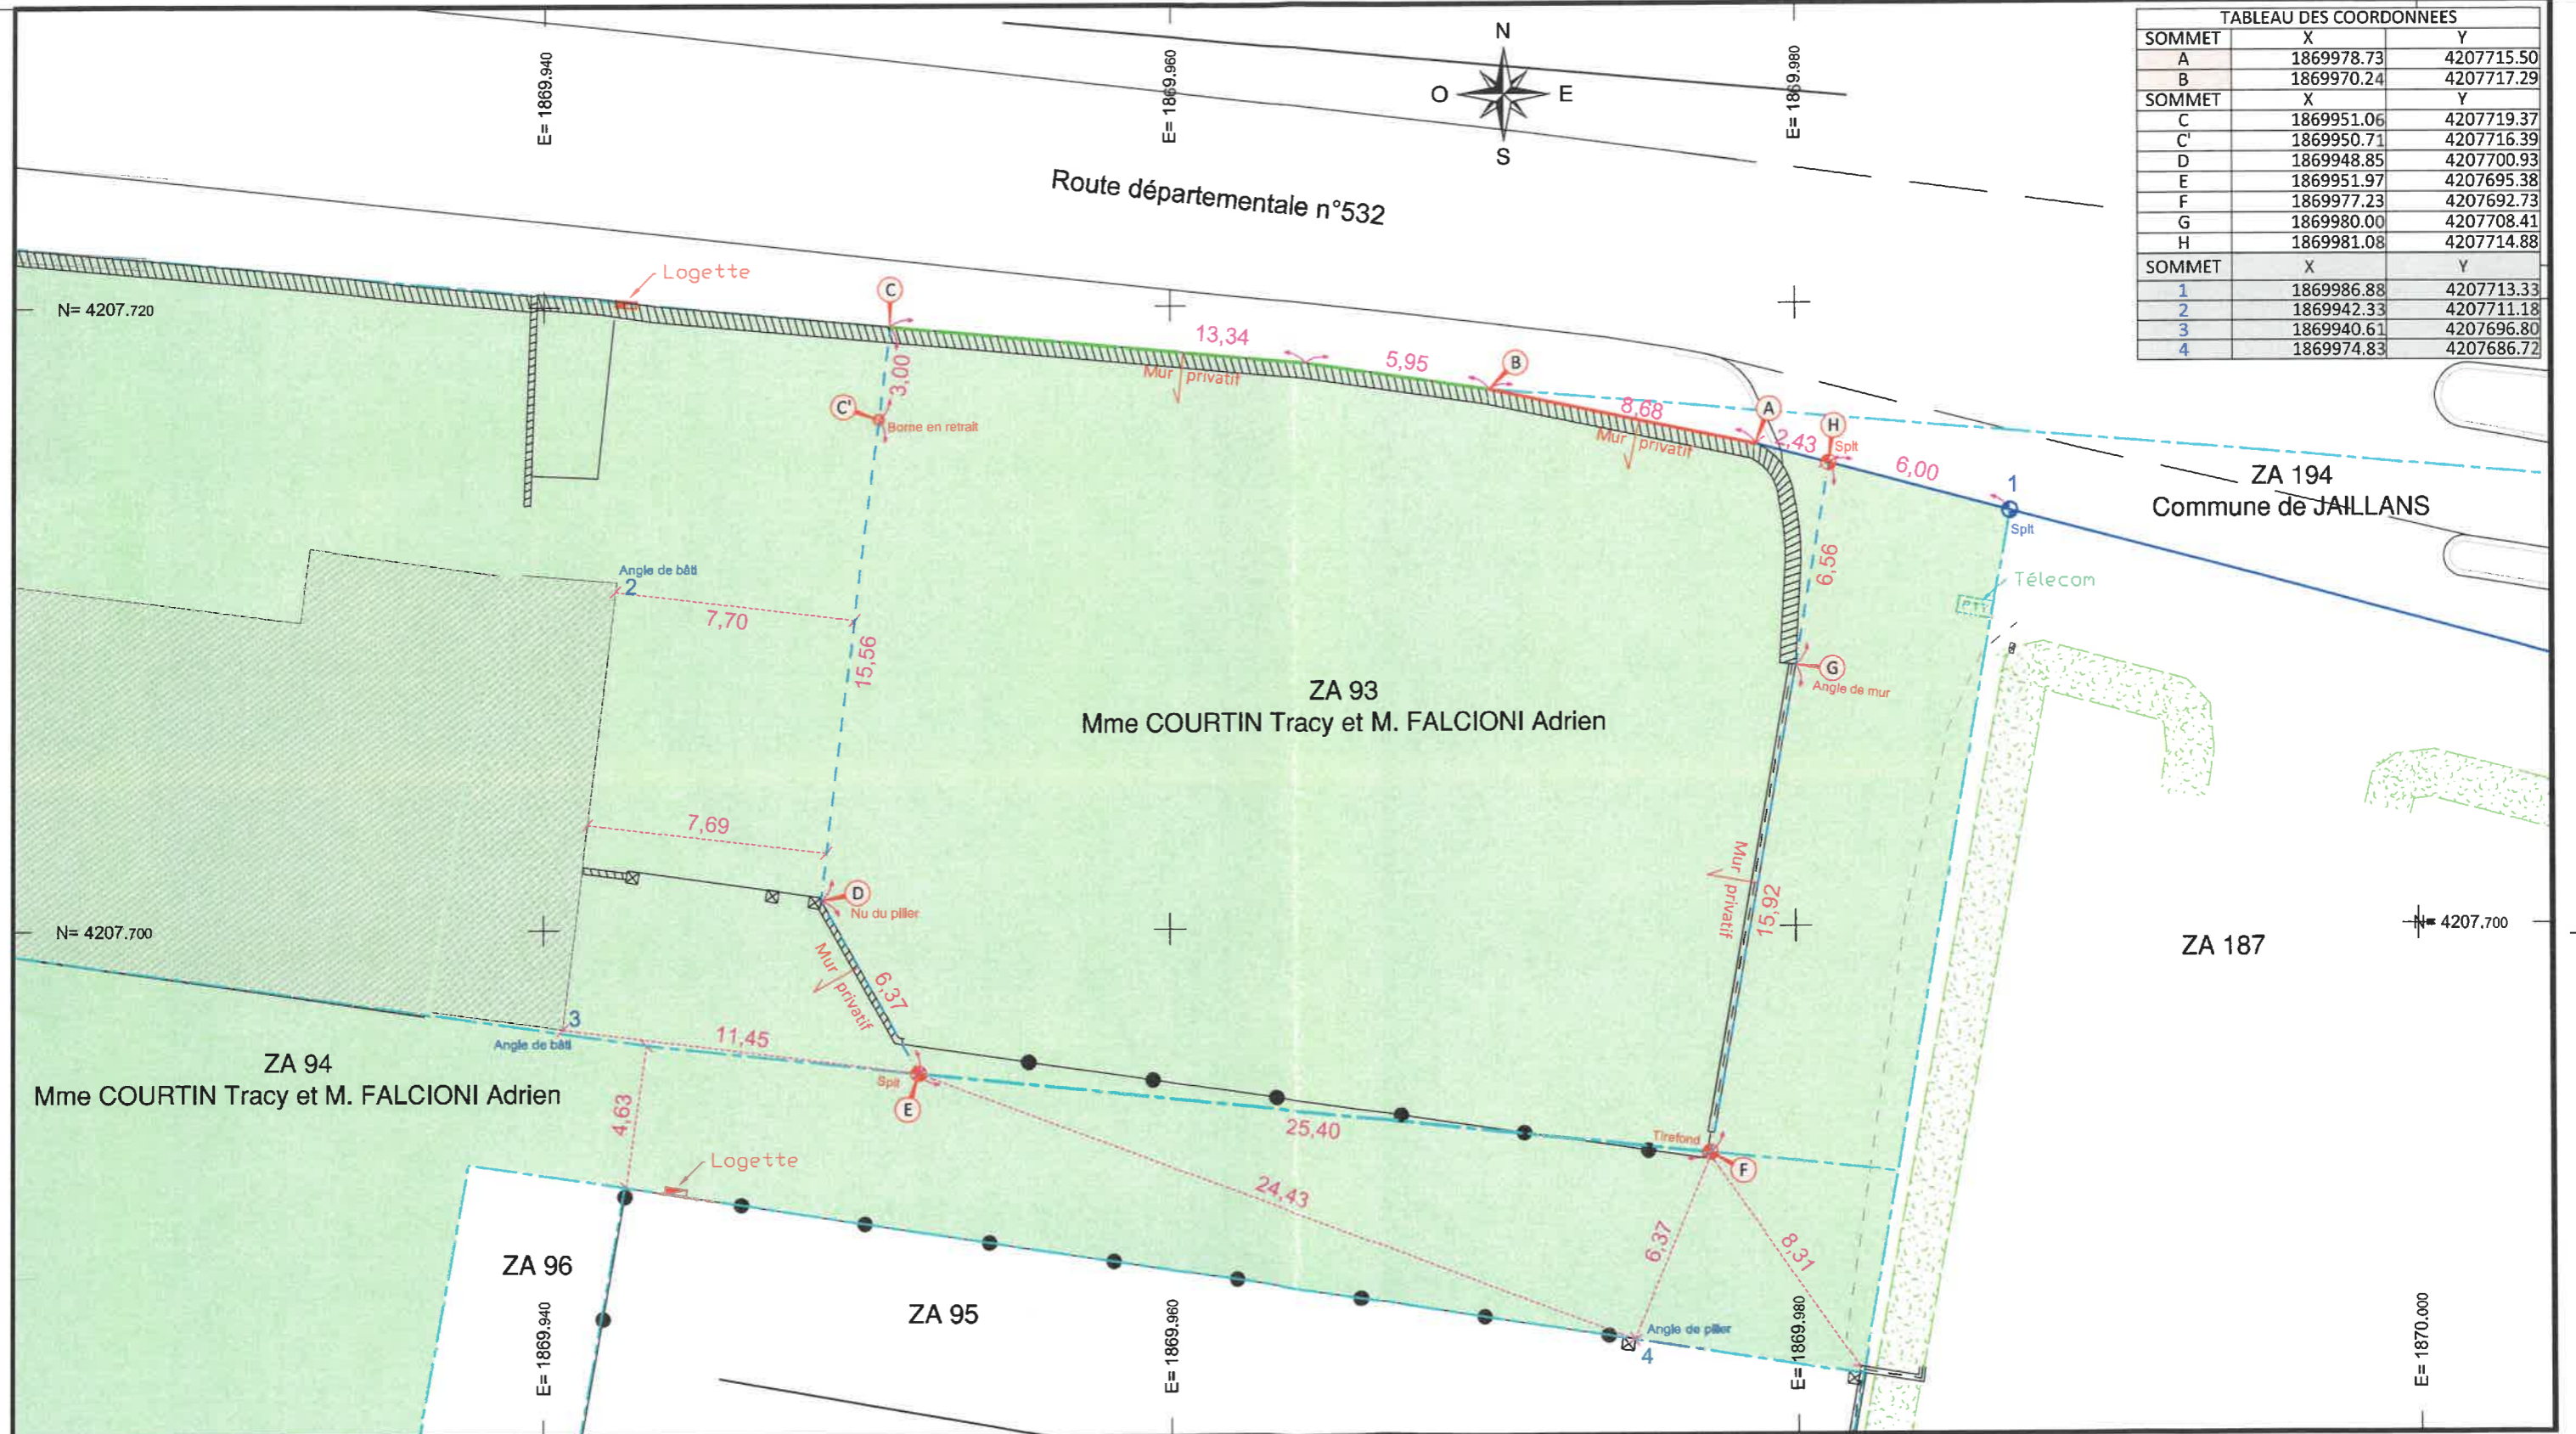 TABLEAU DES COORDONNEES
SOMMET X Y
A 1869978.73 4207715.50
B 1869970.24 4207717.29
SOMMET X Y
C 1869951.06 4207719.37
C' 1869950.71 4207716.39
D 1869948.85 4207700.93
E 1869951.97 4207695.38
F 1869977.23 4207692.73
G 1869980.00 4207708.41
H 1869981.08 4207714.88
SOMMET X Y
1 1869986.88 4207713.33
2 1869942.33 4207711.18
3 1869940.61 4207696.80
4 1869974.83 4207686.72
E= 1869.940
E= 1869.960
E= 1869.980
N
O E
S
Route départementale n°532
Logette
N= 4207.720
C
13,34
5,95
B
3,00
Mur privatif
C'
Borne en retrait
8,68
A
Mur privatif
2,43
H
Splt
6,00
1
Splt
ZA 194
Commune de JAILLANS
6,56
Télecom
PTT
Angle de bâti
2
7,70
15,56
G
Angle de mur
ZA 93
Mme COURTIN Tracy et M. FALCIONI Adrien
7,69
D
Nu du pilier
Mur privatif
15,92
N= 4207.700
N= 4207.700
ZA 187
Mur privatif
6,37
3
Angle de bâti
11,45
ZA 94
Mme COURTIN Tracy et M. FALCIONI Adrien
Splt
E
4,63
25,40
Tirefond
F
Logette
24,43
6,37
8,31
ZA 96
ZA 95
Angle de pilier
4
E= 1869.940
E= 1869.960
E= 1869.980
E= 1870.000